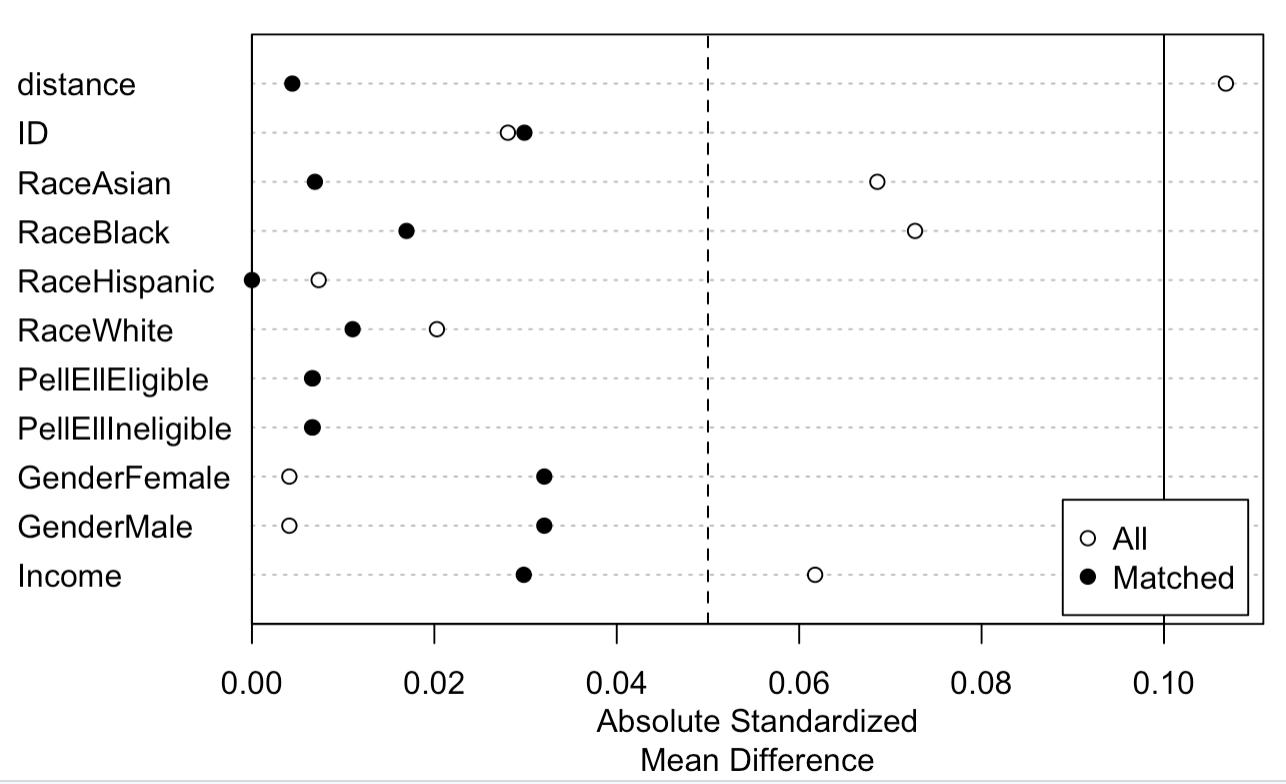 distance
ID
RaceAsian
RaceBlack
RaceHispanic
RaceWhite
PellEllEligible
PellEllIneligible
GenderFemale
GenderMale
Income
All
Matched
0.00 0.02 0.04 0.06 0.08 0.10
Absolute Standardized
Mean Difference